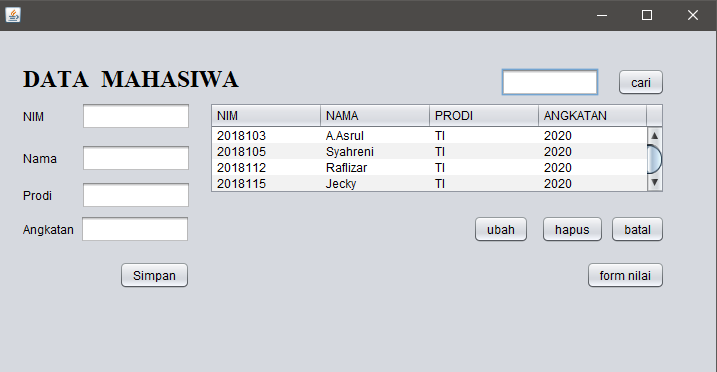 DATA MAHASIWA
cari
NIM
Nama
Prodi
Angkatan
Simpan
NIM NAMA PRODI ANGKATAN
2018103 A.Asrul TI 2020
2018105 Syahreni TI 2020
2018112 Raflizar TI 2020
2018115 Jecky TI 2020
ubah hapus batal
form nilai